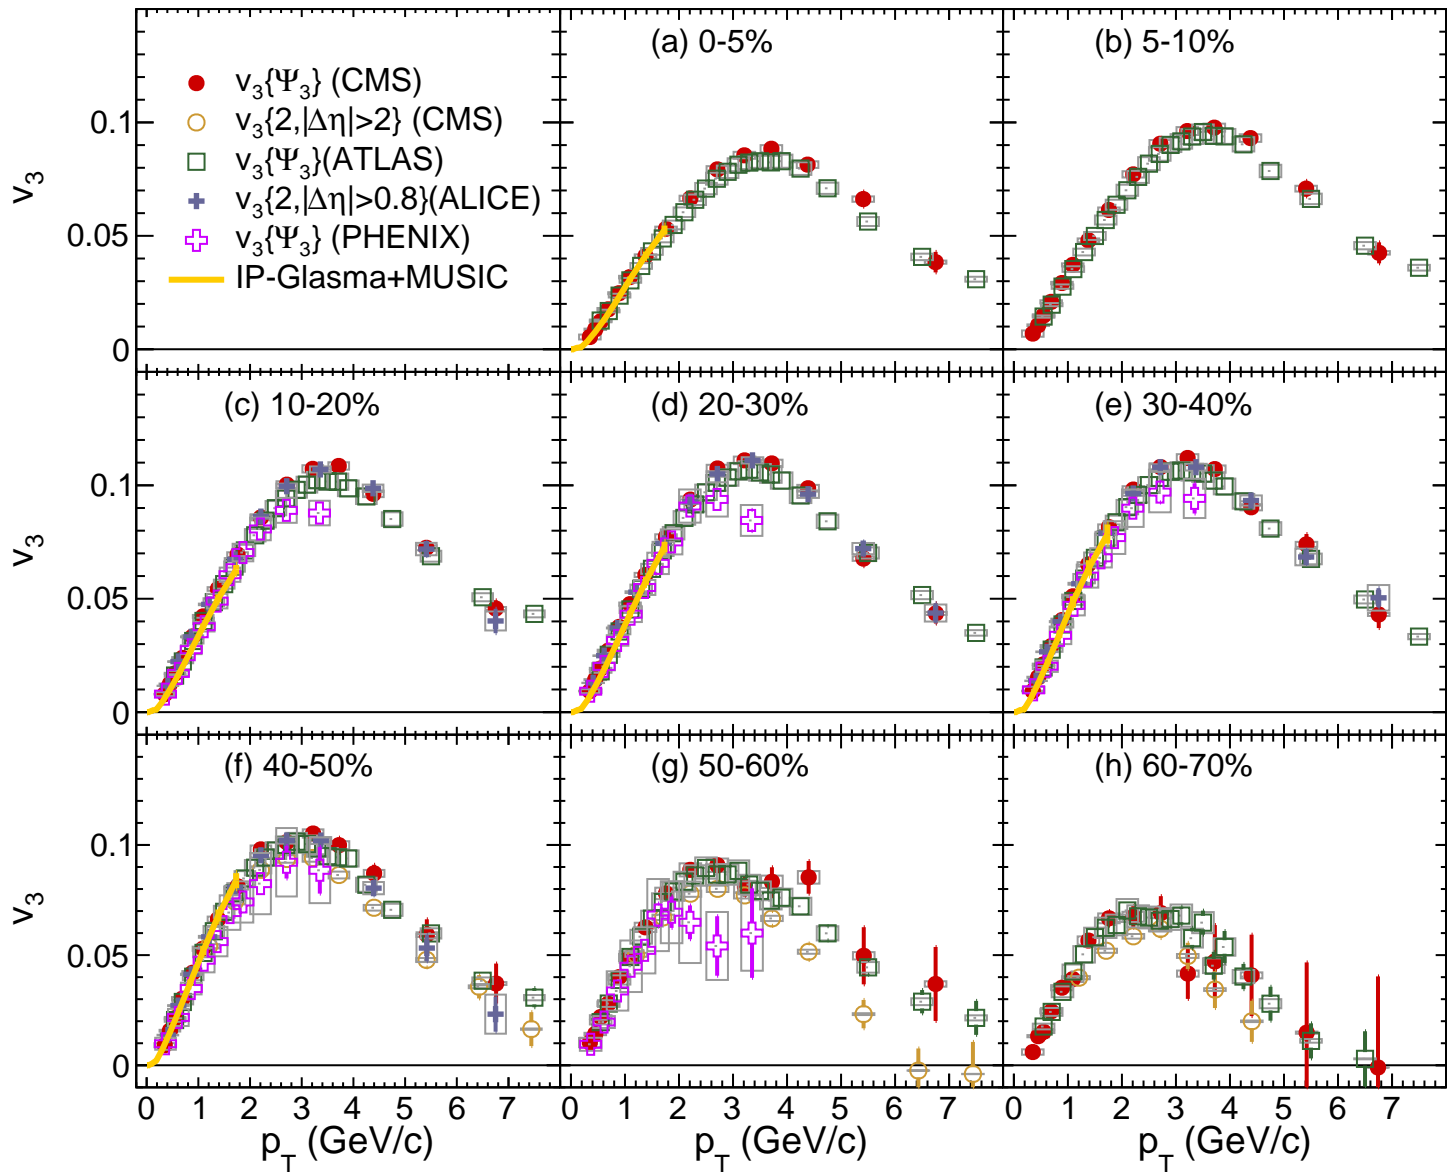 (a) 0-5%
(b) 5-10%
v₃{Ψ₃} (CMS)
v₃{2,|Δη|>2} (CMS)
v₃{Ψ₃}(ATLAS)
v₃{2,|Δη|>0.8}(ALICE)
v₃{Ψ₃} (PHENIX)
IP-Glasma+MUSIC
v₃
0.1
0.05
0
(c) 10-20%
(d) 20-30%
(e) 30-40%
v₃
0.1
0.05
0
(f) 40-50%
(g) 50-60%
(h) 60-70%
v₃
0.1
0.05
0
0 1 2 3 4 5 6 7
0 1 2 3 4 5 6 7
0 1 2 3 4 5 6 7
p_T (GeV/c)
p_T (GeV/c)
p_T (GeV/c)